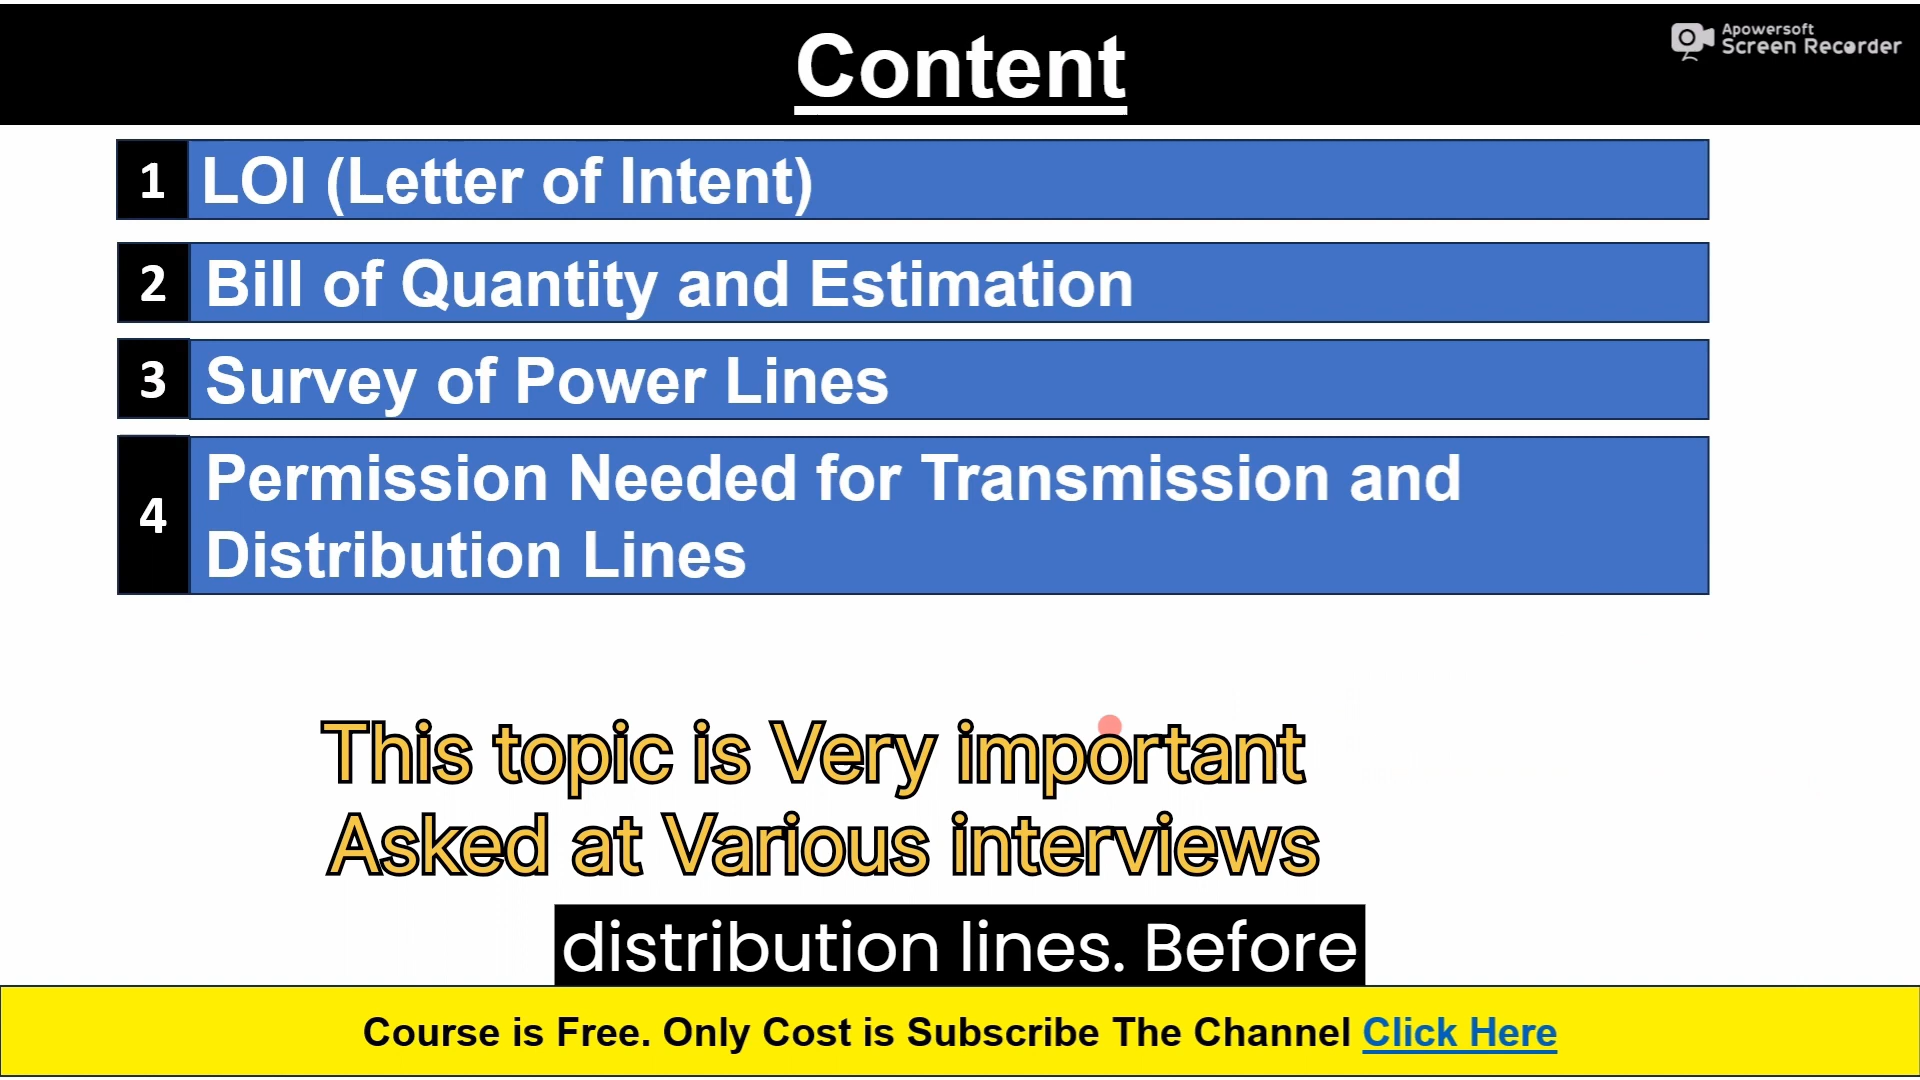 Content
Apowersoft
Screen Recorder
1 LOI (Letter of Intent)
2 Bill of Quantity and Estimation
3 Survey of Power Lines
4 Permission Needed for Transmission and
Distribution Lines
This topic is Very important
Asked at Various interviews
distribution lines. Before
Course is Free. Only Cost is Subscribe The Channel Click Here